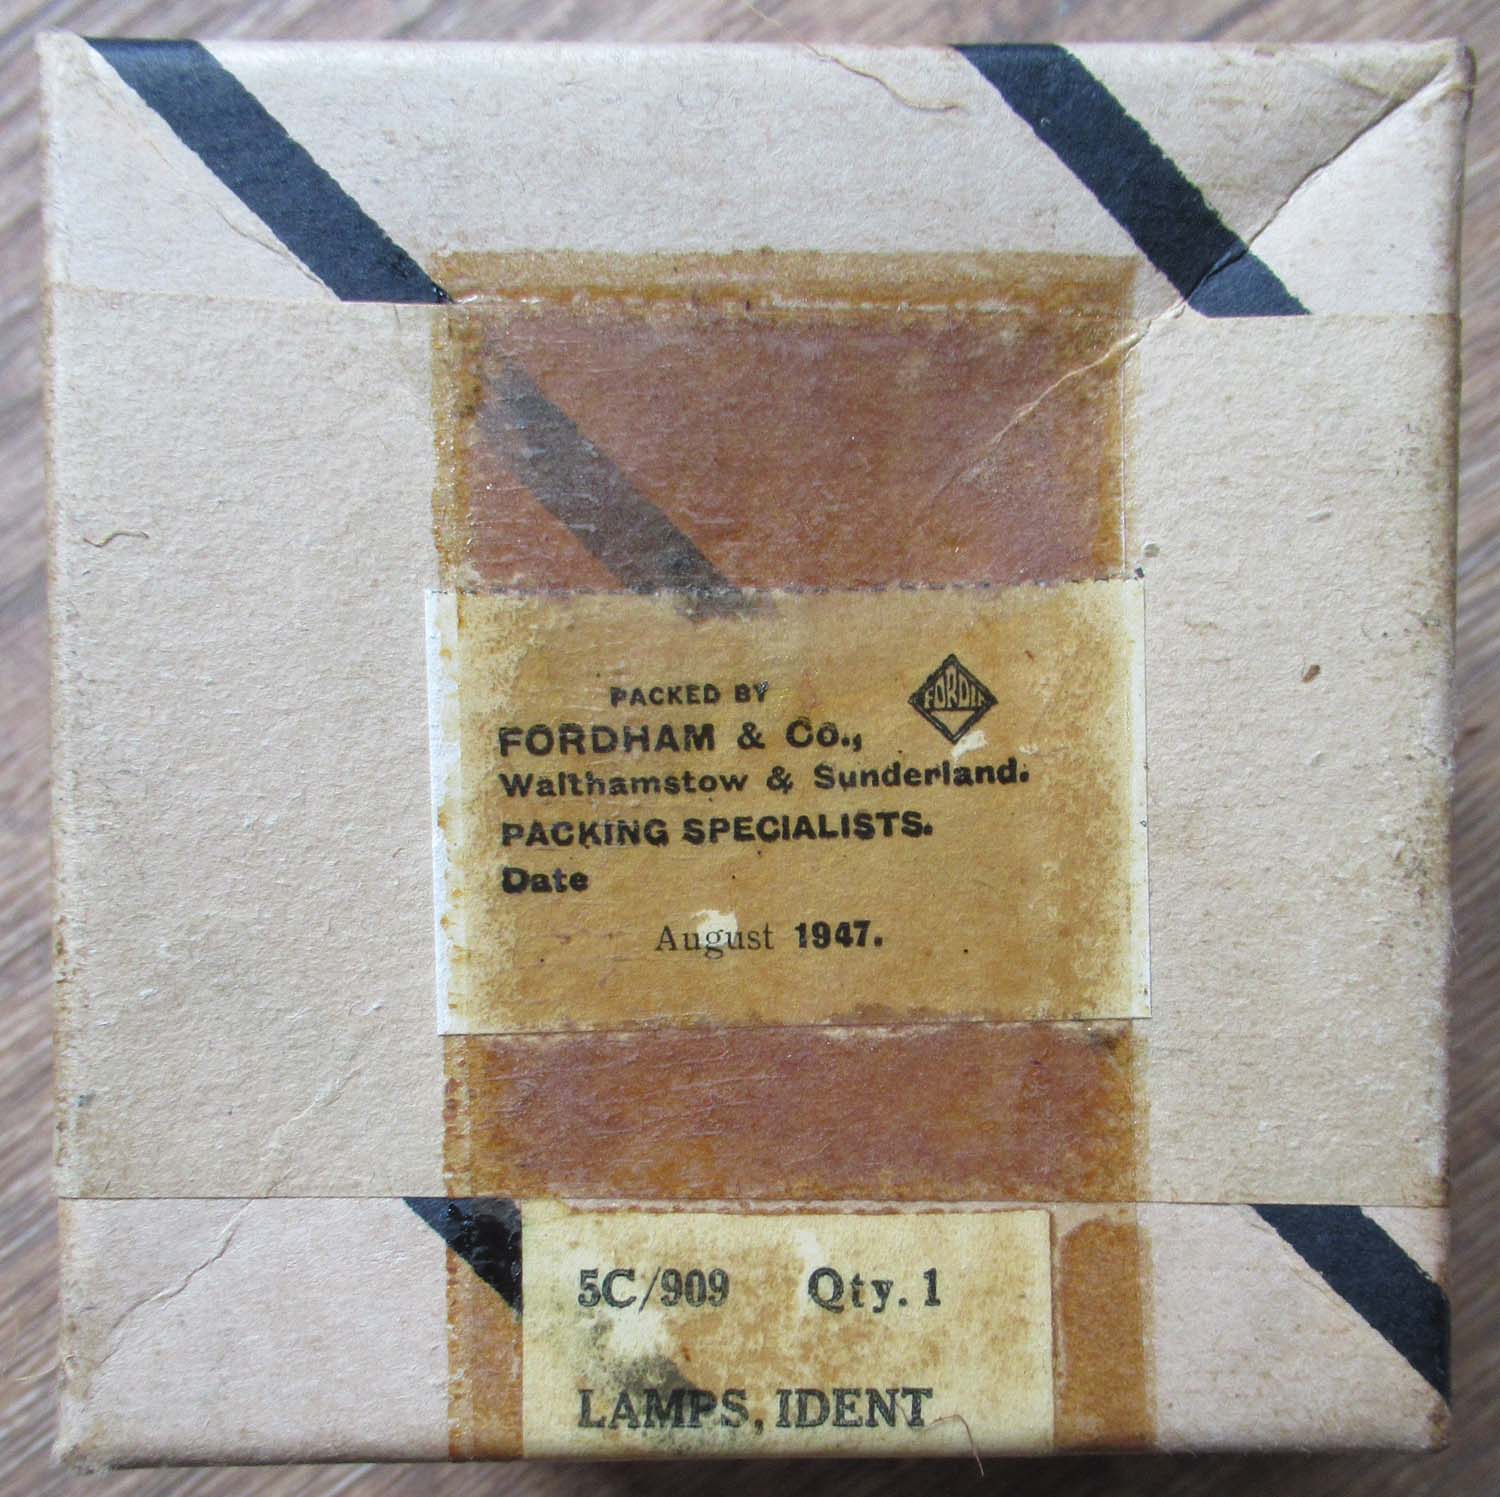 PACKED BY
FORDHAM & Co.,
Walthamstow & Sunderland.
PACKING SPECIALISTS.
Date
August 1947.
5C/909 Qty. 1
LAMPS, IDENT